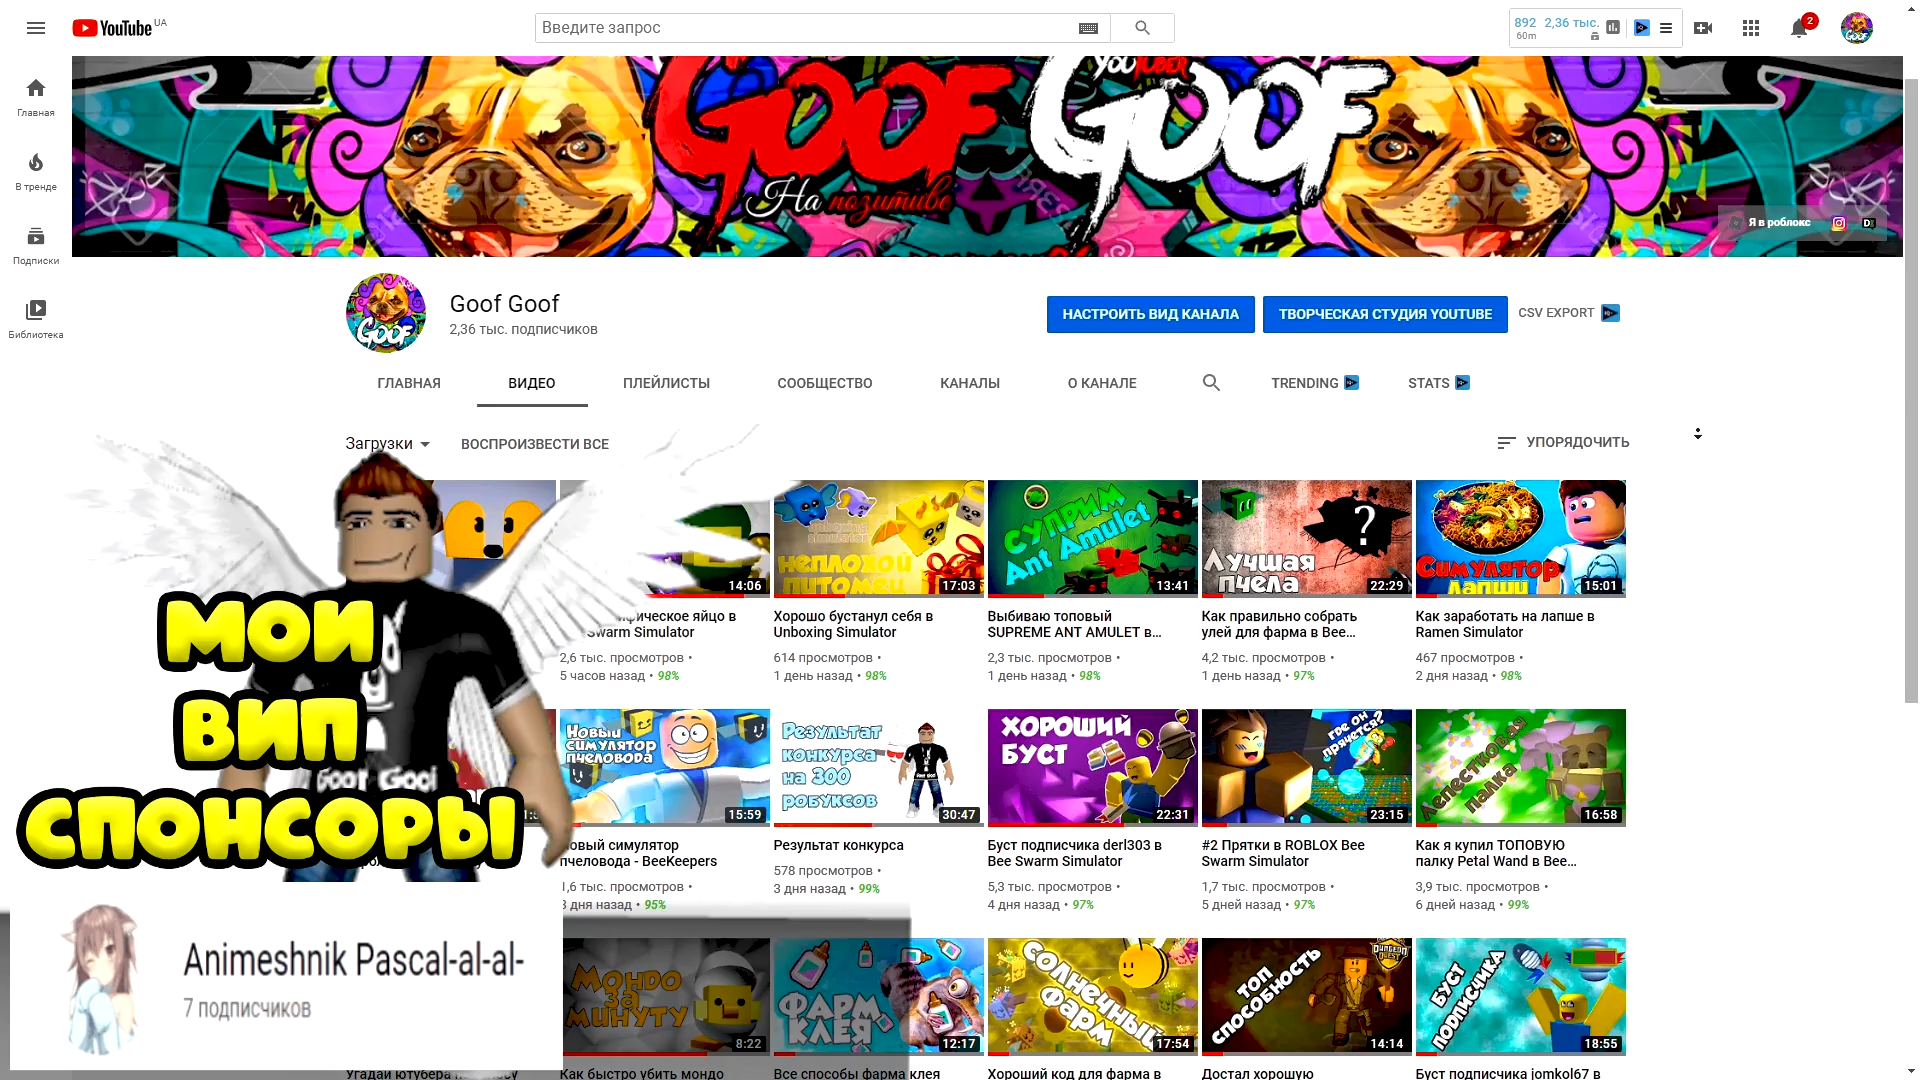 YouTube UA
Введите запрос
892 2,36 тыс.
60m
2
Главная
В тренде
Подписки
Библиотека
YOUTUBER
GOOF GOOF
На позитиве
Я в роблокс
GOOF
Goof Goof
2,36 тыс. подписчиков
НАСТРОИТЬ ВИД КАНАЛА
ТВОРЧЕСКАЯ СТУДИЯ YOUTUBE
CSV EXPORT
ГЛАВНАЯ
ВИДЕО
ПЛЕЙЛИСТЫ
СООБЩЕСТВО
КАНАЛЫ
О КАНАЛЕ
TRENDING
STATS
Загрузки
ВОСПРОИЗВЕСТИ ВСЕ
УПОРЯДОЧИТЬ
14:06
неплохой
питомец
17:03
Суприм
Ant Amulet
13:41
Лучшая
пчела
?
22:29
Симулятор
лапши
15:01
яйцо в
Swarm Simulator
2,6 тыс. просмотров •
5 часов назад • 98%
Хорошо бустанул себя в
Unboxing Simulator
614 просмотров •
1 день назад • 98%
Выбиваю топовый
SUPREME ANT AMULET в...
2,3 тыс. просмотров •
1 день назад • 98%
Как правильно собрать
улей для фарма в Bee...
4,2 тыс. просмотров •
1 день назад • 97%
Как заработать на лапше в
Ramen Simulator
467 просмотров •
2 дня назад • 98%
МОИ
ВИП
СПОНСОРЫ
Goof Goof
Новый
симулятор
пчеловода
15:59
Результат
конкурса
на 300
робуксов
30:47
ХОРОШИЙ
БУСТ
22:31
где он
прячется?
23:15
Лепестковая
палка
16:58
Новый симулятор
пчеловода - BeeKeepers
1,6 тыс. просмотров •
3 дня назад • 95%
Результат конкурса
578 просмотров •
3 дня назад • 99%
Буст подписчика derl303 в
Bee Swarm Simulator
5,3 тыс. просмотров •
4 дня назад • 97%
#2 Прятки в ROBLOX Bee
Swarm Simulator
1,7 тыс. просмотров •
5 дней назад • 97%
Как я купил ТОПОВУЮ
палку Petal Wand в Bee...
3,9 тыс. просмотров •
6 дней назад • 99%
Animeshnik Pascal-al-al-
7 подписчиков
Мондо
за
минуту
8:22
Фарм
клея
12:17
Солнечный
фарм
17:54
топ
способность
DUNGEON QUEST
14:14
Буст
подписчика
18:55
Угадай ютубера
Как быстро убить мондо
Все способы фарма клея
Хороший код для фарма в
Достал хорошую
Буст подписчика jomkol67 в